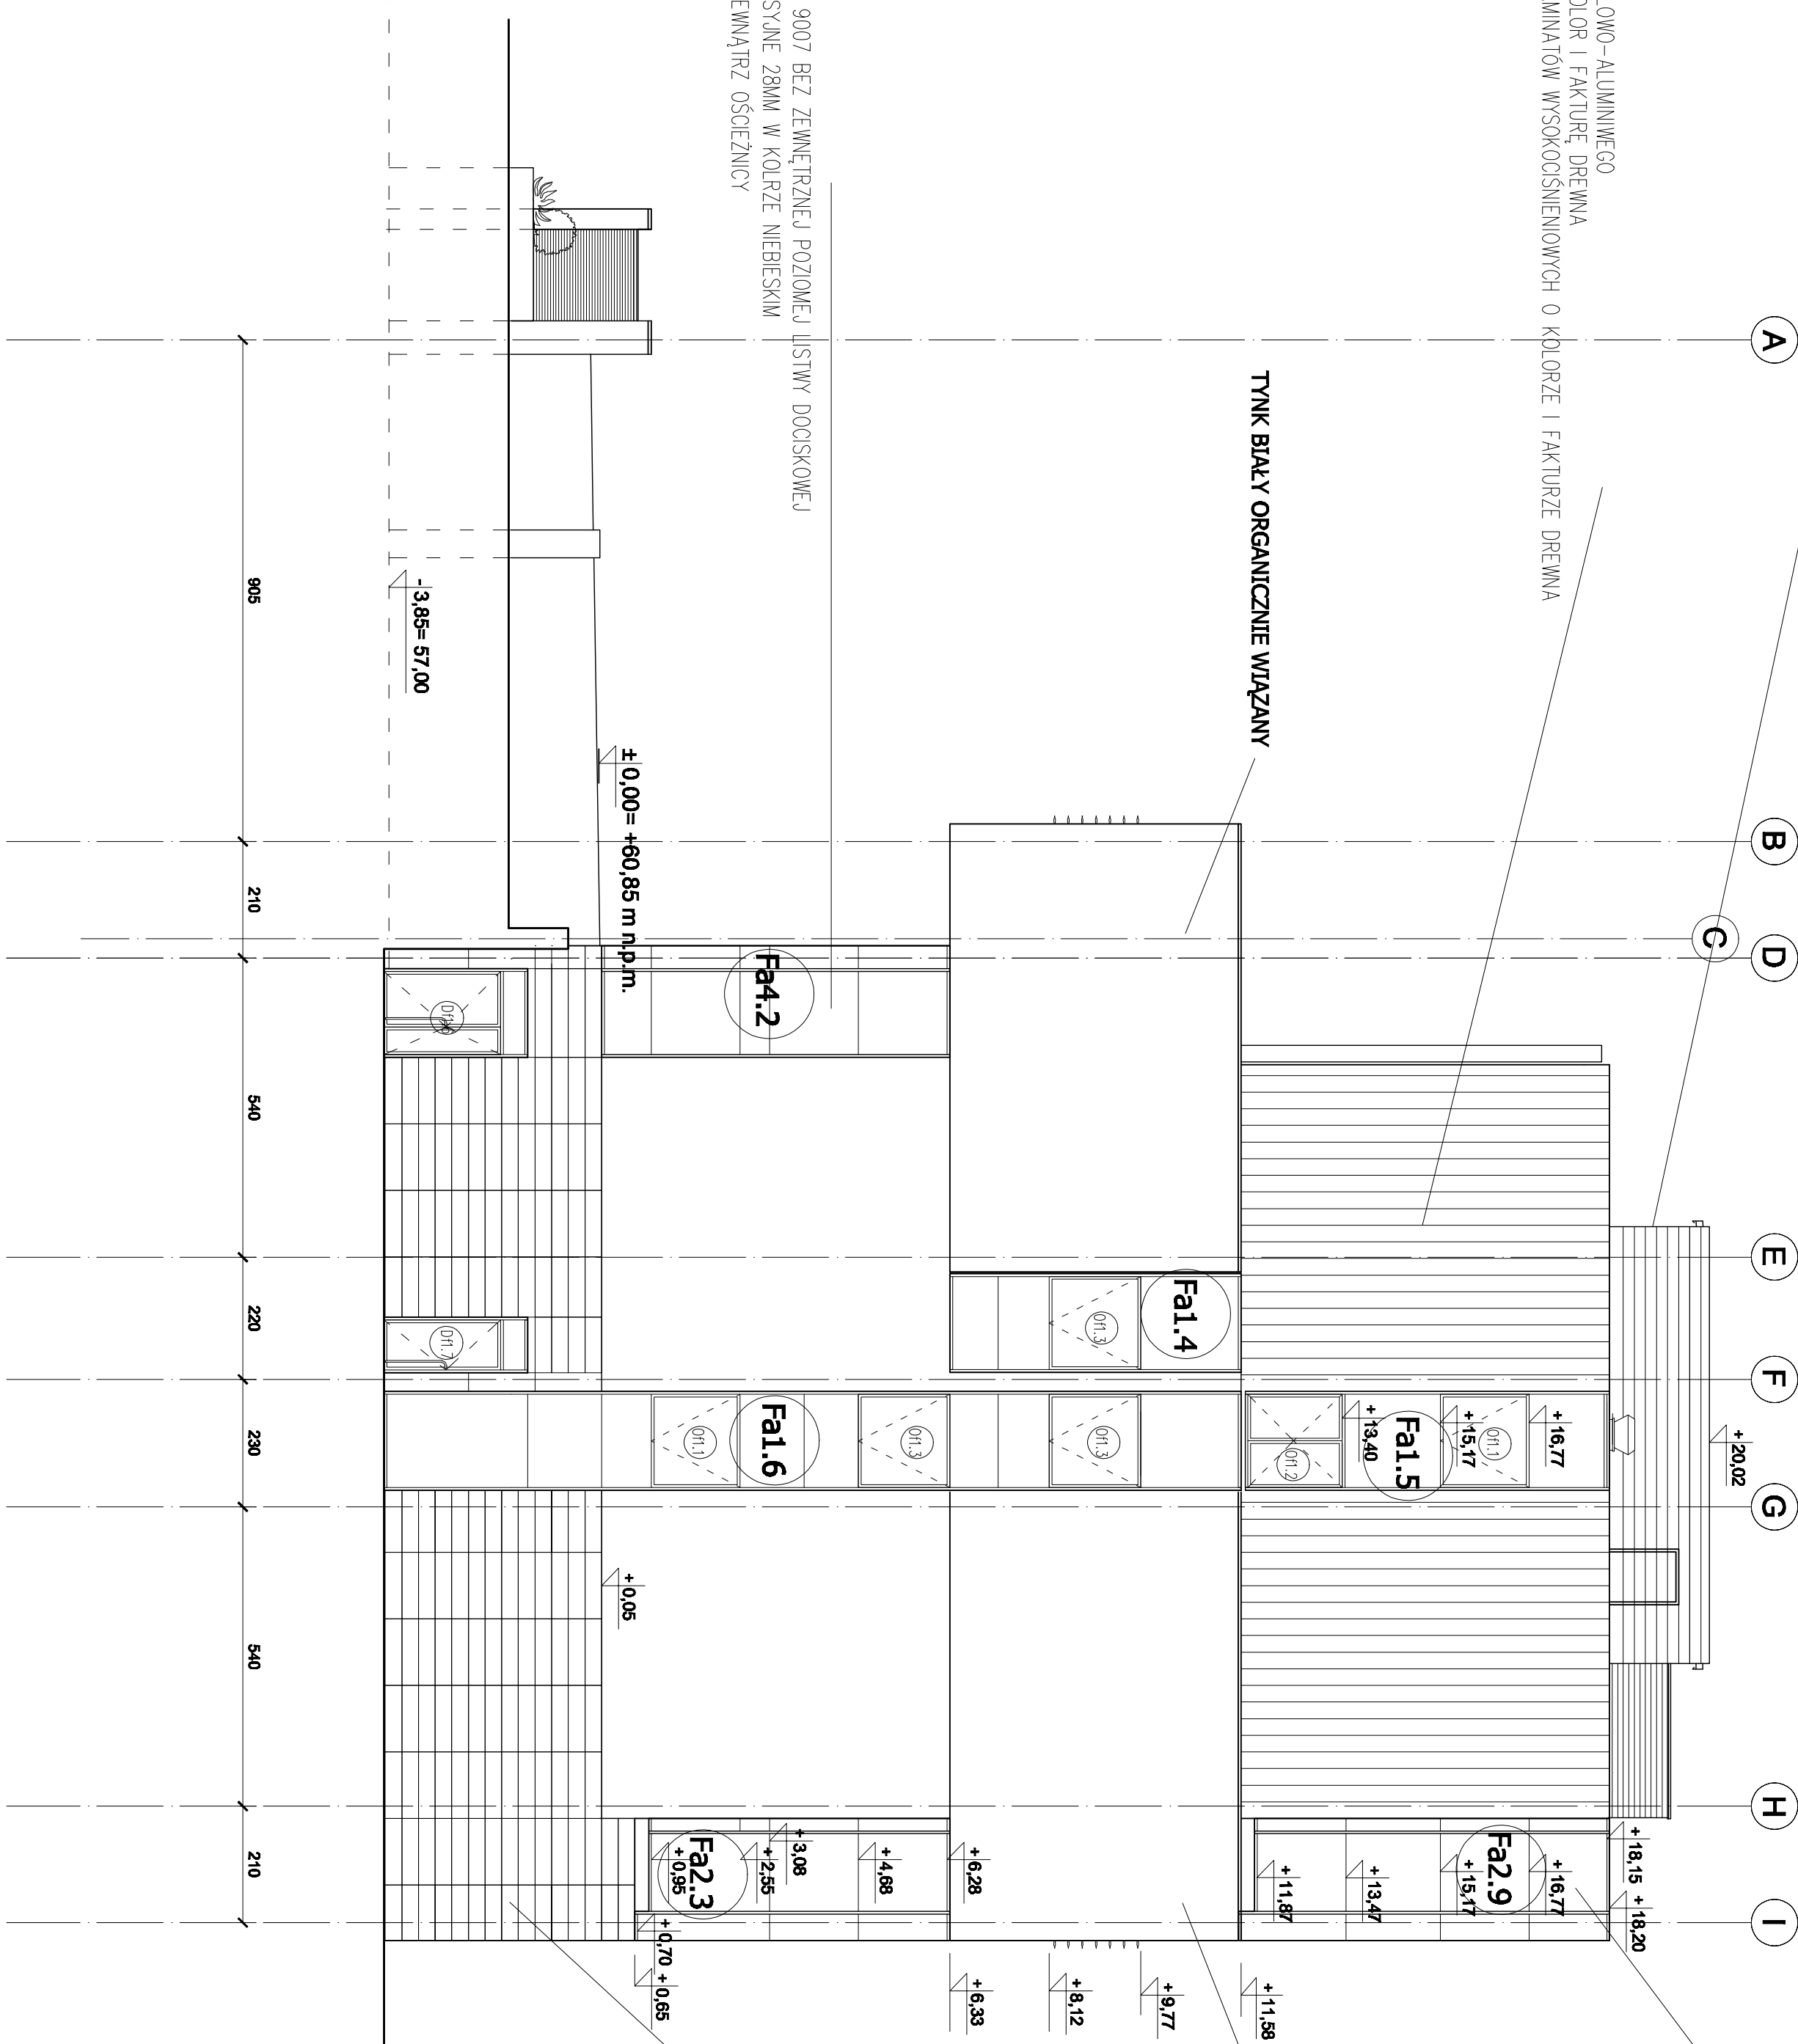 LOWO-ALUMINIWEGO
OLOR I FAKTURĘ DREWNA
MINATÓW WYSOKOCIŚNIENIOWYCH O KOLORZE I FAKTURZE DREWNA
TYNK BIAŁY ORGANICZNIE WIĄZANY
9007 BEZ ZEWNĘTRZNEJ POZIOMEJ LISTWY DOCISKOWEJ
SYJNE 28MM W KOLRZE NIEBIESKIM
EWNĄTRZ OŚCIEŻNICY
A
B
C
D
E
F
G
H
I
+20,02
+18,15
+18,20
+16,77
+15,17
+13,40
Fa1.5
Of1.1
Of1.2
Fa2.9
+16,77
+15,17
+13,47
+11,87
+11,58
Fa1.4
Of1.3
+9,77
+8,12
+6,33
+6,28
Of1.3
Of1.3
Fa1.6
Of1.1
Fa4.2
+4,68
+3,08
+2,55
Fa2.3
+0,95
+0,70
+0,65
+0,05
±0,00= +60,85 m n.p.m.
-3,85= 57,00
Df1.7
905
210
540
220
230
540
210